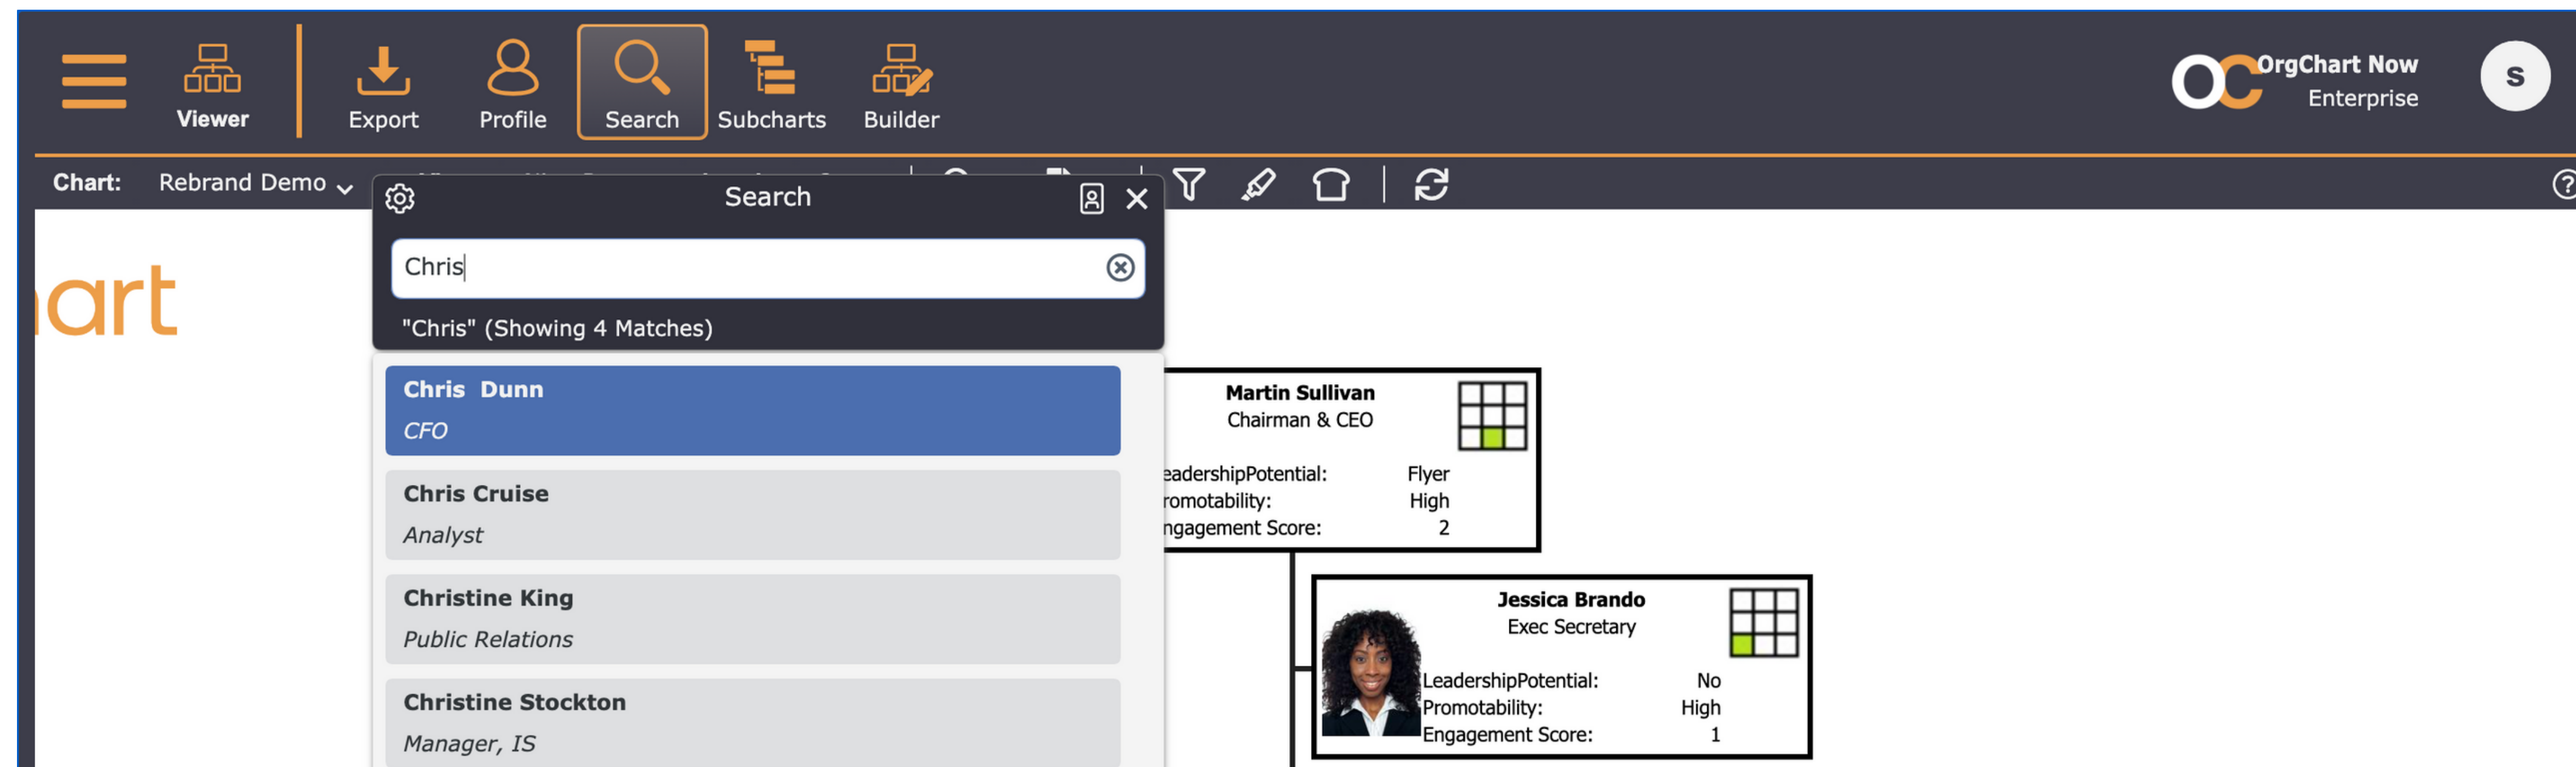 Viewer
Export
Profile
Search
Subcharts
Builder
OC
OrgChart Now
Enterprise
S
Chart: Rebrand Demo
Search
Chris
"Chris" (Showing 4 Matches)
Chris Dunn
CFO
Chris Cruise
Analyst
Christine King
Public Relations
Christine Stockton
Manager, IS
art
Martin Sullivan
Chairman & CEO
eadershipPotential: Flyer
romotability: High
ngagement Score: 2
Jessica Brando
Exec Secretary
LeadershipPotential: No
Promotability: High
Engagement Score: 1